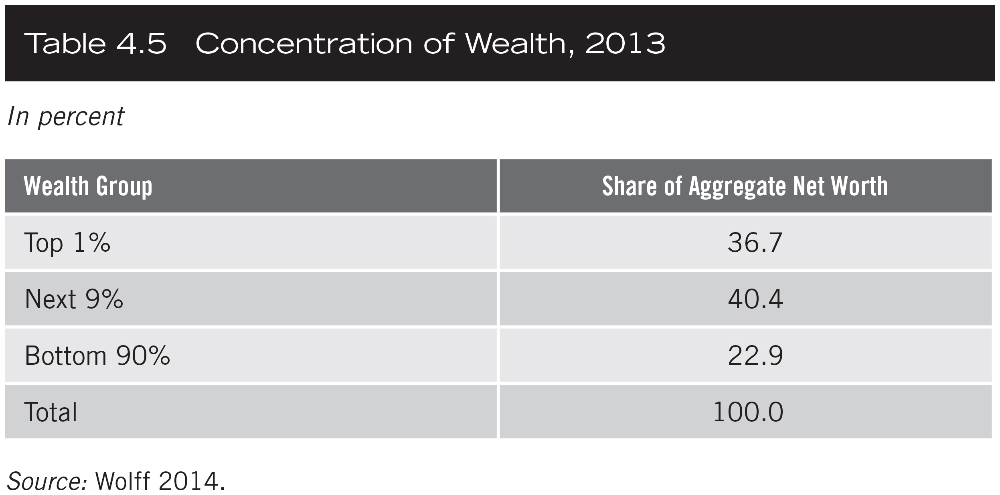 Table 4.5 Concentration of Wealth, 2013
In percent
Wealth Group Share of Aggregate Net Worth
Top 1% 36.7
Next 9% 40.4
Bottom 90% 22.9
Total 100.0
Source: Wolff 2014.